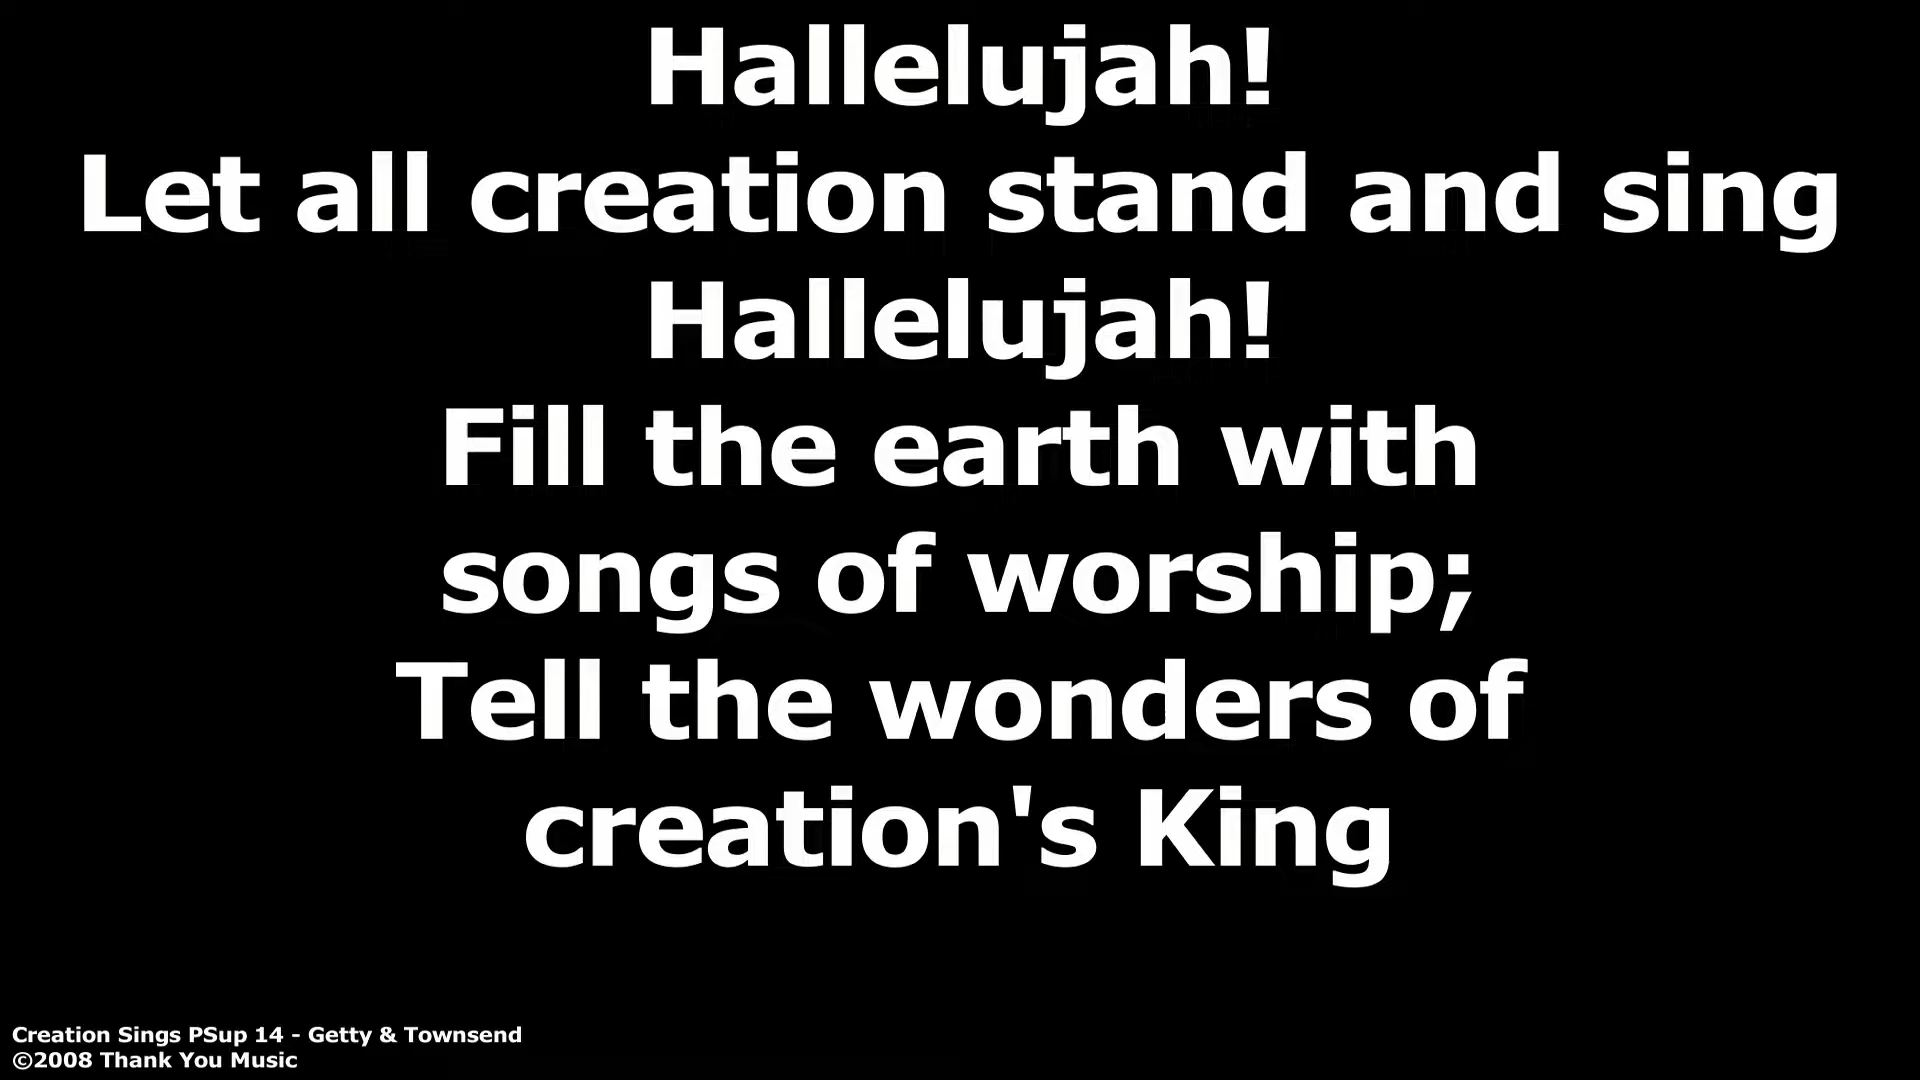 Hallelujah!
Let all creation stand and sing
Hallelujah!
Fill the earth with
songs of worship;
Tell the wonders of
creation's King
Creation Sings PSup 14 - Getty & Townsend
©2008 Thank You Music